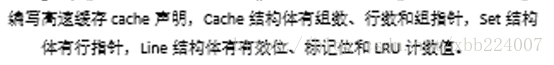 编写高速缓存 cache 声明，Cache 结构体有组数、行数和组指针，Set 结构
体有行指针，Line 结构体有有效位、标记位和 LRU 计数值。